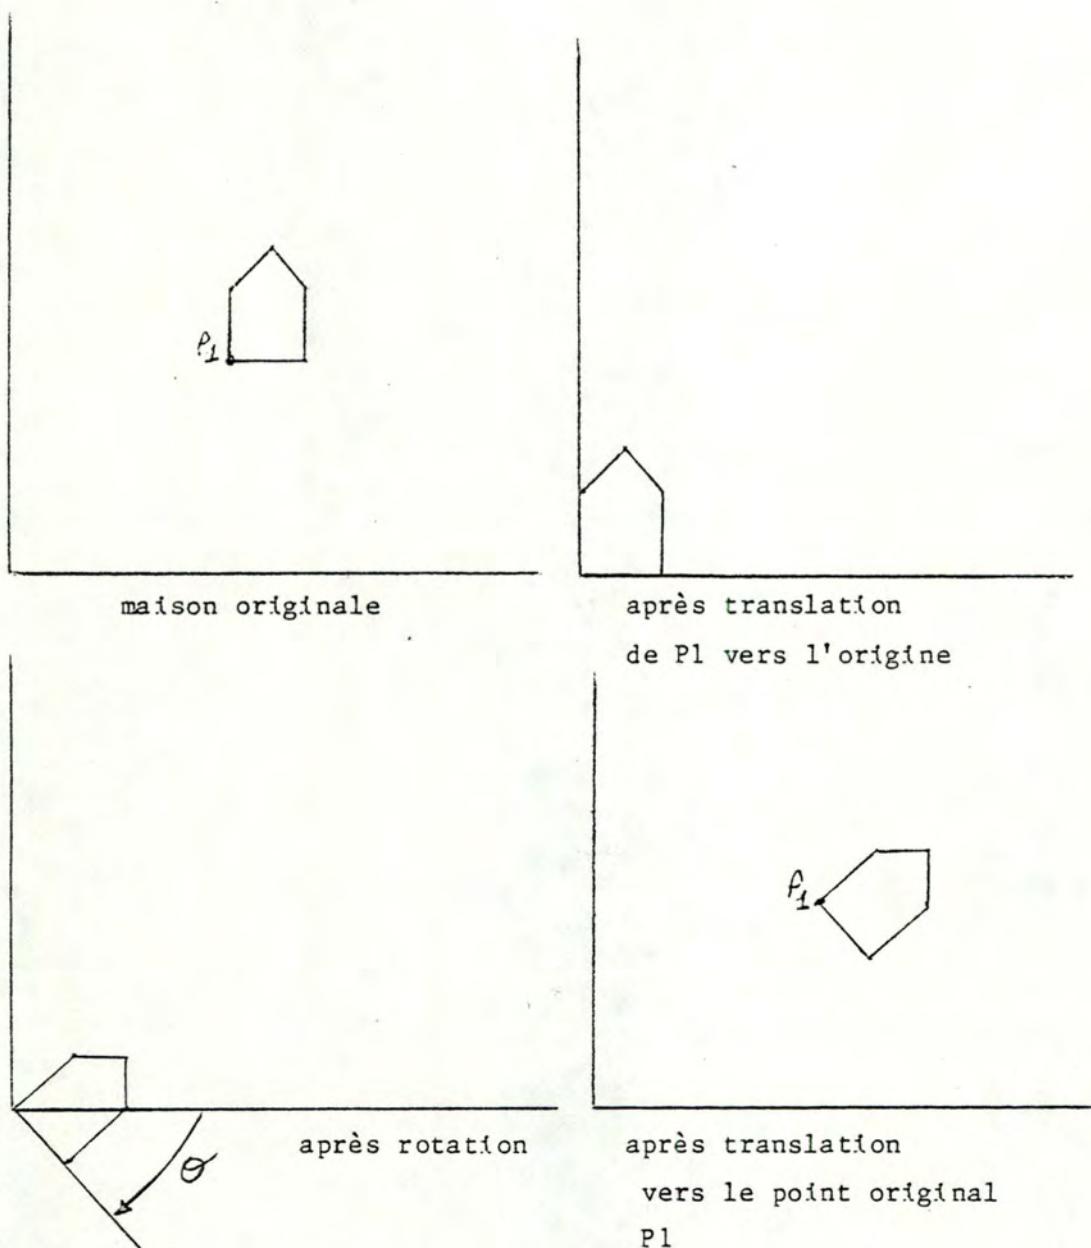 P1
maison originale
après translation
de P1 vers l'origine
θ
après rotation
P1
après translation
vers le point original
P1